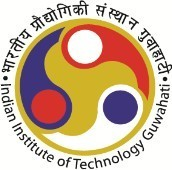 भारतीय प्रौद्योगिकी संस्थान गुवाहाटी
Indian Institute of Technology Guwahati